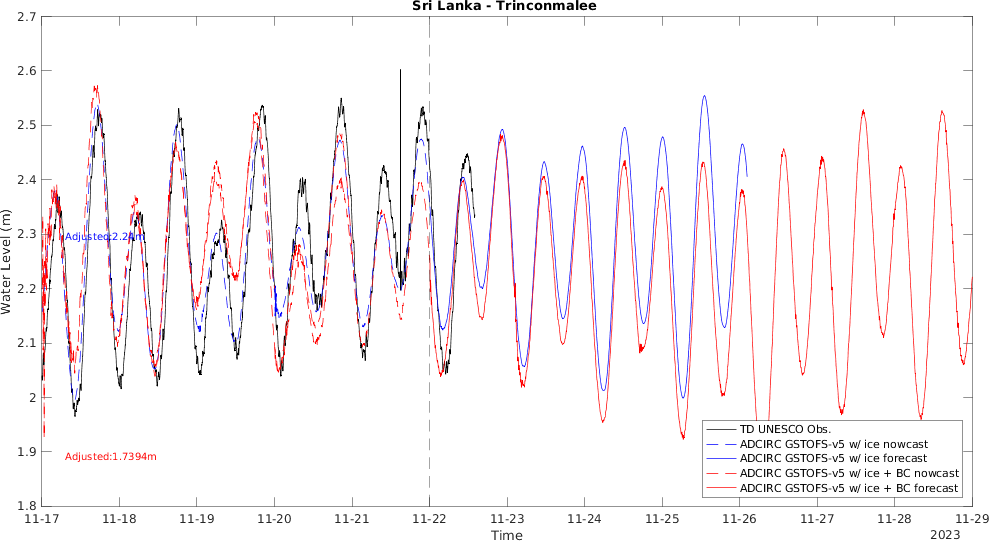 Sri Lanka - Trinconmalee
2.7
2.6
2.5
2.4
2.3
2.2
2.1
2
1.9
1.8
Water Level (m)
Adjusted:2.24m
Adjusted:1.7394m
TD UNESCO Obs.
ADCIRC GSTOFS-v5 w/ ice nowcast
ADCIRC GSTOFS-v5 w/ ice forecast
ADCIRC GSTOFS-v5 w/ ice + BC nowcast
ADCIRC GSTOFS-v5 w/ ice + BC forecast
11-17 11-18 11-19 11-20 11-21 11-22 11-23 11-24 11-25 11-26 11-27 11-28 11-29
Time
2023